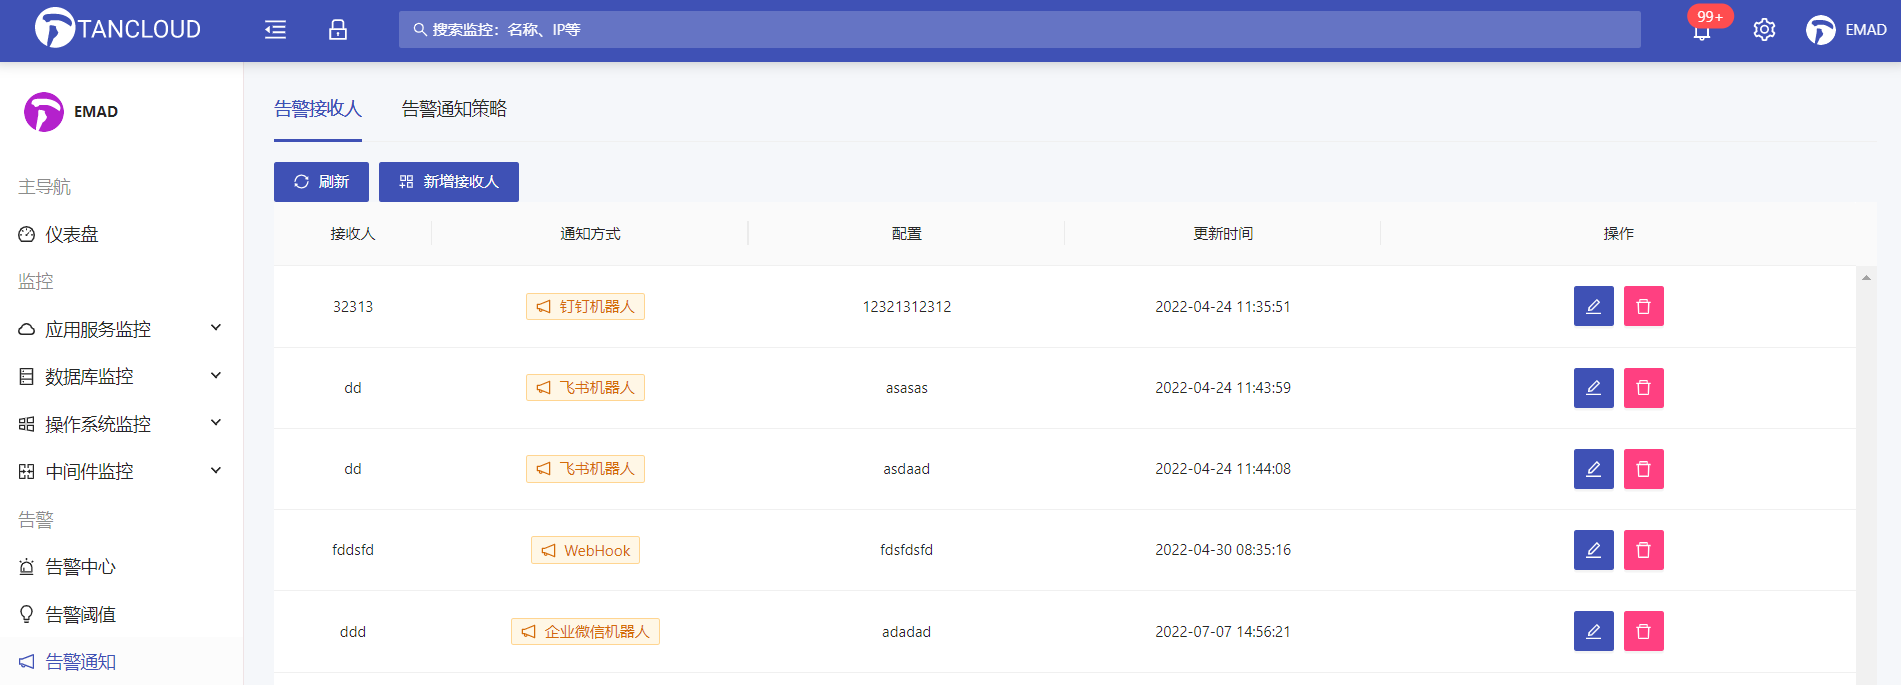 TANCLOUD
搜索监控：名称、IP等
99+
EMAD
EMAD
主导航
仪表盘
监控
应用服务监控
数据库监控
操作系统监控
中间件监控
告警
告警中心
告警阈值
告警通知
告警接收人 告警通知策略
刷新 新增接收人
接收人 通知方式 配置 更新时间 操作
32313 钉钉机器人 12321312312 2022-04-24 11:35:51
dd 飞书机器人 asasas 2022-04-24 11:43:59
dd 飞书机器人 asdaad 2022-04-24 11:44:08
fddsfd WebHook fdsfdsfd 2022-04-30 08:35:16
ddd 企业微信机器人 adadad 2022-07-07 14:56:21